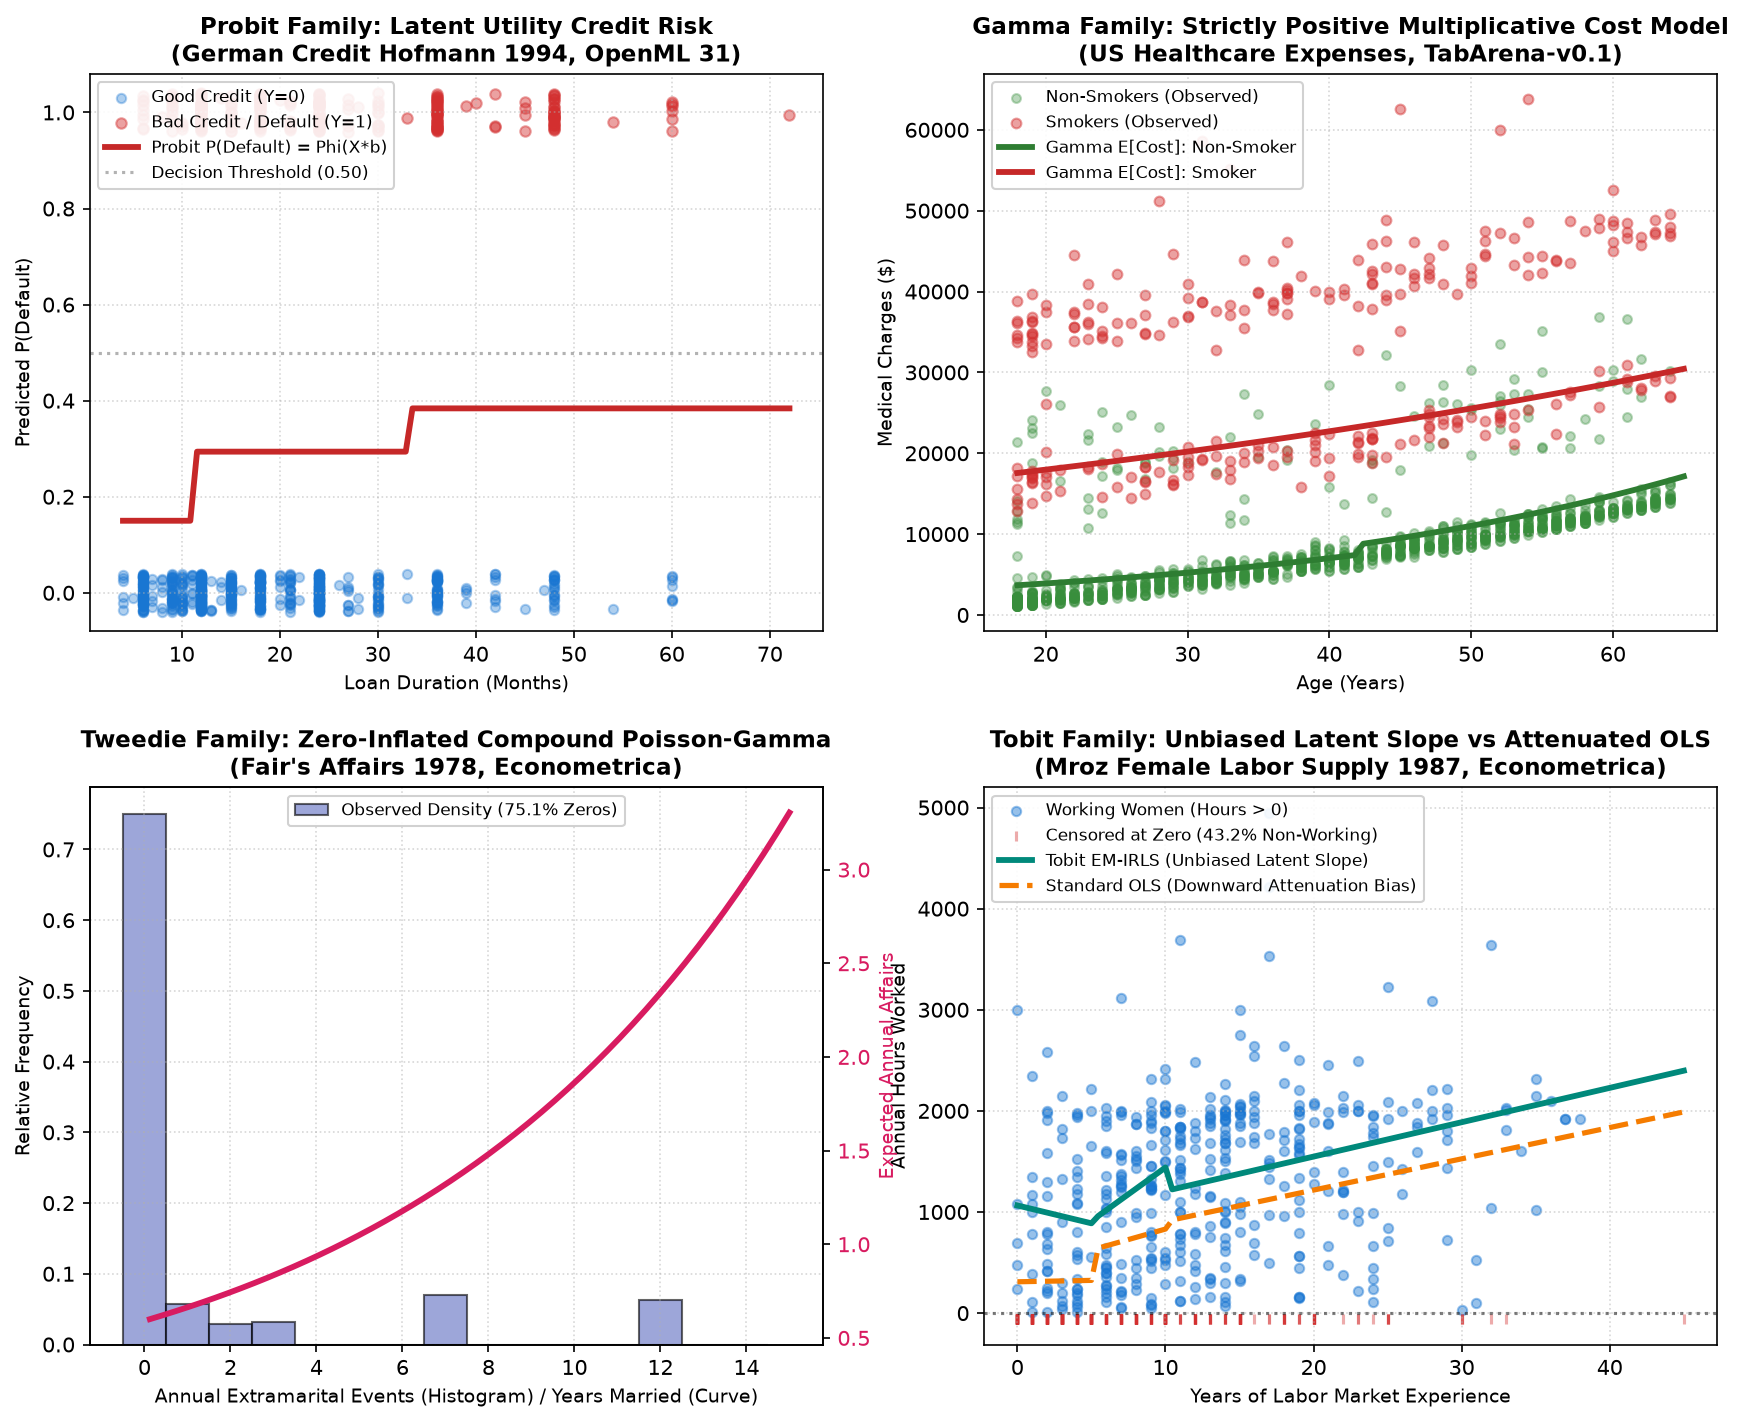 Probit Family: Latent Utility Credit Risk
(German Credit Hofmann 1994, OpenML 31)
Good Credit (Y=0)
Bad Credit / Default (Y=1)
Probit P(Default) = Phi(X*b)
Decision Threshold (0.50)
Predicted P(Default)
1.0
0.8
0.6
0.4
0.2
0.0
10
20
30
40
50
60
70
Loan Duration (Months)
Gamma Family: Strictly Positive Multiplicative Cost Model
(US Healthcare Expenses, TabArena-v0.1)
Non-Smokers (Observed)
Smokers (Observed)
Gamma E[Cost]: Non-Smoker
Gamma E[Cost]: Smoker
Medical Charges ($)
60000
50000
40000
30000
20000
10000
0
20
30
40
50
60
Age (Years)
Tweedie Family: Zero-Inflated Compound Poisson-Gamma
(Fair's Affairs 1978, Econometrica)
Observed Density (75.1% Zeros)
Relative Frequency
0.7
0.6
0.5
0.4
0.3
0.2
0.1
0.0
0
2
4
6
8
10
12
14
Annual Extramarital Events (Histogram) / Years Married (Curve)
3.0
2.5
2.0
1.5
1.0
0.5
Expected Annual Affairs
Tobit Family: Unbiased Latent Slope vs Attenuated OLS
(Mroz Female Labor Supply 1987, Econometrica)
Working Women (Hours > 0)
Censored at Zero (43.2% Non-Working)
Tobit EM-IRLS (Unbiased Latent Slope)
Standard OLS (Downward Attenuation Bias)
Annual Hours Worked
5000
4000
3000
2000
1000
0
0
10
20
30
40
Years of Labor Market Experience